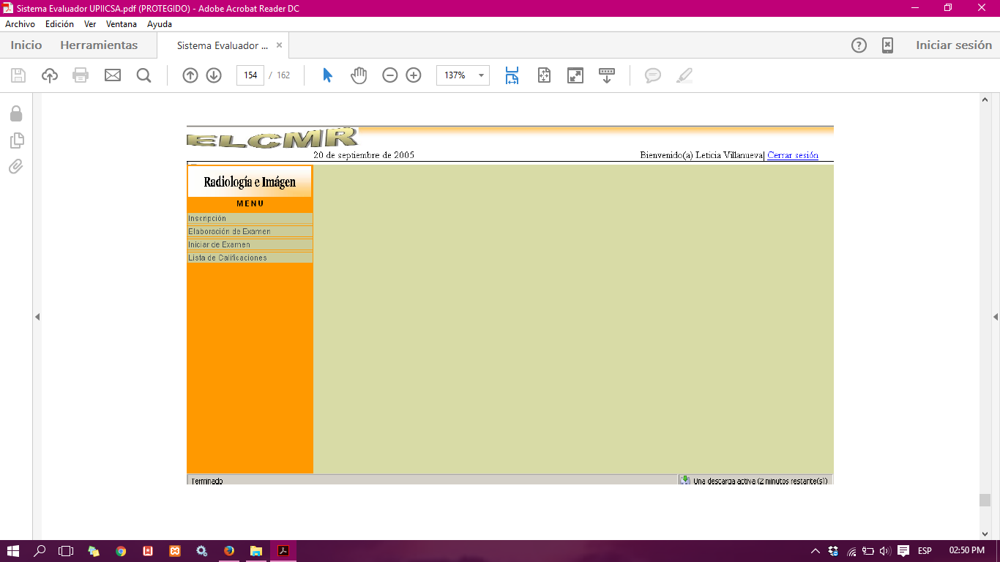 Sistema Evaluador UPIICSA.pdf (PROTEGIDO) - Adobe Acrobat Reader DC
Archivo Edición Ver Ventana Ayuda
Inicio Herramientas Sistema Evaluador ... × Iniciar sesión
154 / 162 137%
ELCMR
20 de septiembre de 2005 Bienvenido(a) Leticia Villanueva| Cerrar sesión
Radiología e Imágen
MENU
Inscripción
Elaboración de Examen
Iniciar de Examen
Lista de Calificaciones
Terminado Una descarga activa (2 minutos restante(s))
ESP 02:50 PM